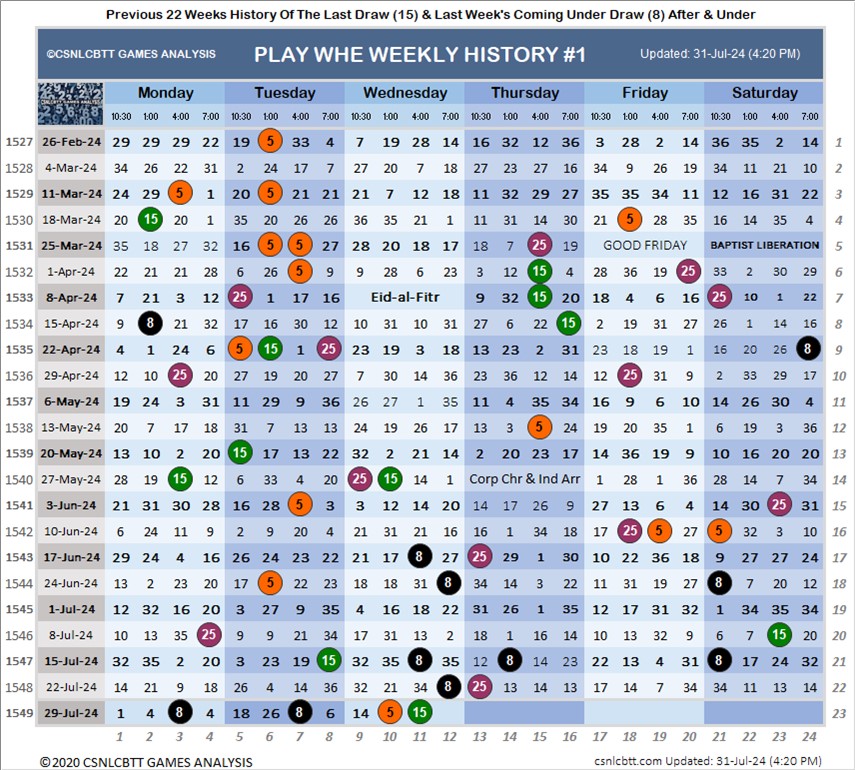 Previous 22 Weeks History Of The Last Draw (15) & Last Week's Coming Under Draw (8) After & Under
©CSNLCBTT GAMES ANALYSIS PLAY WHE WEEKLY HISTORY #1 Updated: 31-Jul-24 (4:20 PM)
Monday Tuesday Wednesday Thursday Friday Saturday
10:30 1:00 4:00 7:00 10:30 1:00 4:00 7:00 10:30 1:00 4:00 7:00 10:30 1:00 4:00 7:00 10:30 1:00 4:00 7:00 10:30 1:00 4:00 7:00
1527 26-Feb-24 29 29 29 22 19 5 33 4 7 19 28 14 16 32 12 36 3 28 2 14 36 35 2 14 1
1528 4-Mar-24 34 26 22 31 2 24 17 7 27 20 7 18 27 23 27 16 34 9 26 19 34 11 21 10 2
1529 11-Mar-24 24 29 5 1 20 5 21 21 21 7 12 18 11 32 29 27 35 35 34 11 12 16 31 22 3
1530 18-Mar-24 20 15 20 1 35 20 26 26 36 35 21 1 11 31 14 30 21 5 28 35 16 14 35 4 4
1531 25-Mar-24 35 18 27 32 16 5 5 27 28 20 18 17 18 7 25 19 GOOD FRIDAY BAPTIST LIBERATION 5
1532 1-Apr-24 22 21 21 28 6 26 5 9 9 28 6 23 3 12 15 4 28 36 19 25 33 2 30 29 6
1533 8-Apr-24 7 21 3 12 25 1 17 16 Eid-al-Fitr 9 32 15 20 18 4 6 16 25 10 1 22 7
1534 15-Apr-24 9 8 21 32 17 16 30 12 10 31 10 31 27 6 22 15 2 19 31 27 26 1 14 16 8
1535 22-Apr-24 4 1 24 6 5 15 1 25 23 19 3 18 13 23 2 31 23 18 19 1 16 20 26 8 9
1536 29-Apr-24 12 10 25 20 27 19 20 27 7 30 14 36 23 36 12 14 12 25 31 9 2 33 29 17 10
1537 6-May-24 19 24 3 31 11 29 9 36 26 27 1 35 11 4 35 34 16 9 6 10 14 26 30 4 11
1538 13-May-24 20 7 17 18 31 7 13 13 24 19 26 17 13 3 5 24 19 20 35 1 6 19 3 36 12
1539 20-May-24 13 10 2 20 15 17 13 22 32 2 21 14 2 20 23 17 14 36 19 9 10 16 20 20 13
1540 27-May-24 28 19 15 12 6 33 4 20 25 15 14 1 Corp Chr & Ind Arr 1 28 1 36 28 14 7 34 14
1541 3-Jun-24 21 31 30 28 16 28 5 3 3 12 14 20 14 17 26 9 27 13 6 4 14 30 25 31 15
1542 10-Jun-24 6 24 11 9 2 9 20 4 21 31 21 16 16 1 34 18 18 25 5 27 5 32 3 10 16
1543 17-Jun-24 29 24 4 16 26 24 23 22 21 17 8 27 25 29 1 30 10 22 36 18 9 27 27 24 17
1544 24-Jun-24 13 2 23 20 17 5 22 23 18 18 31 8 34 14 3 22 11 31 19 27 8 7 20 12 18
1545 1-Jul-24 12 32 16 20 3 27 9 35 4 16 18 22 31 26 1 35 12 17 31 32 1 34 35 34 19
1546 8-Jul-24 10 13 35 25 9 9 21 34 17 31 13 2 18 1 16 14 10 13 32 9 6 7 15 20 20
1547 15-Jul-24 32 35 2 20 3 23 19 15 32 35 8 35 12 8 14 23 22 13 4 31 8 17 24 32 21
1548 22-Jul-24 14 21 9 18 26 4 14 36 32 21 34 8 25 13 14 13 17 14 7 34 34 11 13 14 22
1549 29-Jul-24 1 4 8 4 18 26 8 6 14 5 15 23
1 2 3 4 5 6 7 8 9 10 11 12 13 14 15 16 17 18 19 20 21 22 23 24
©2020 CSNLCBTT GAMES ANALYSIS csnlcbtt.com Updated: 31-Jul-24 (4:20 PM)